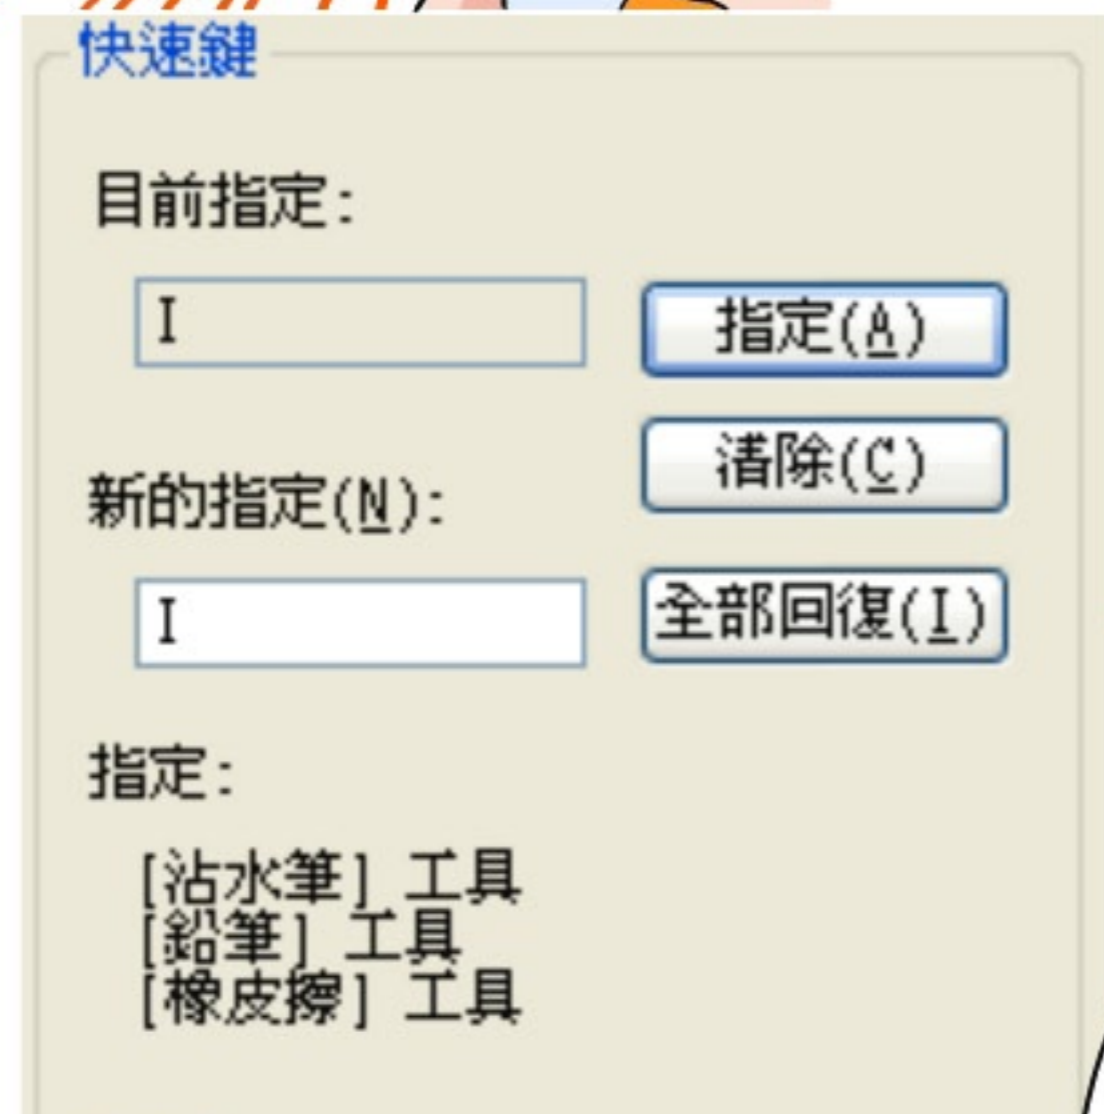 快速鍵
目前指定:
I
指定(A)
清除(C)
新的指定(N):
I
全部回復(I)
指定:
[沾水筆] 工具
[鉛筆] 工具
[橡皮擦] 工具